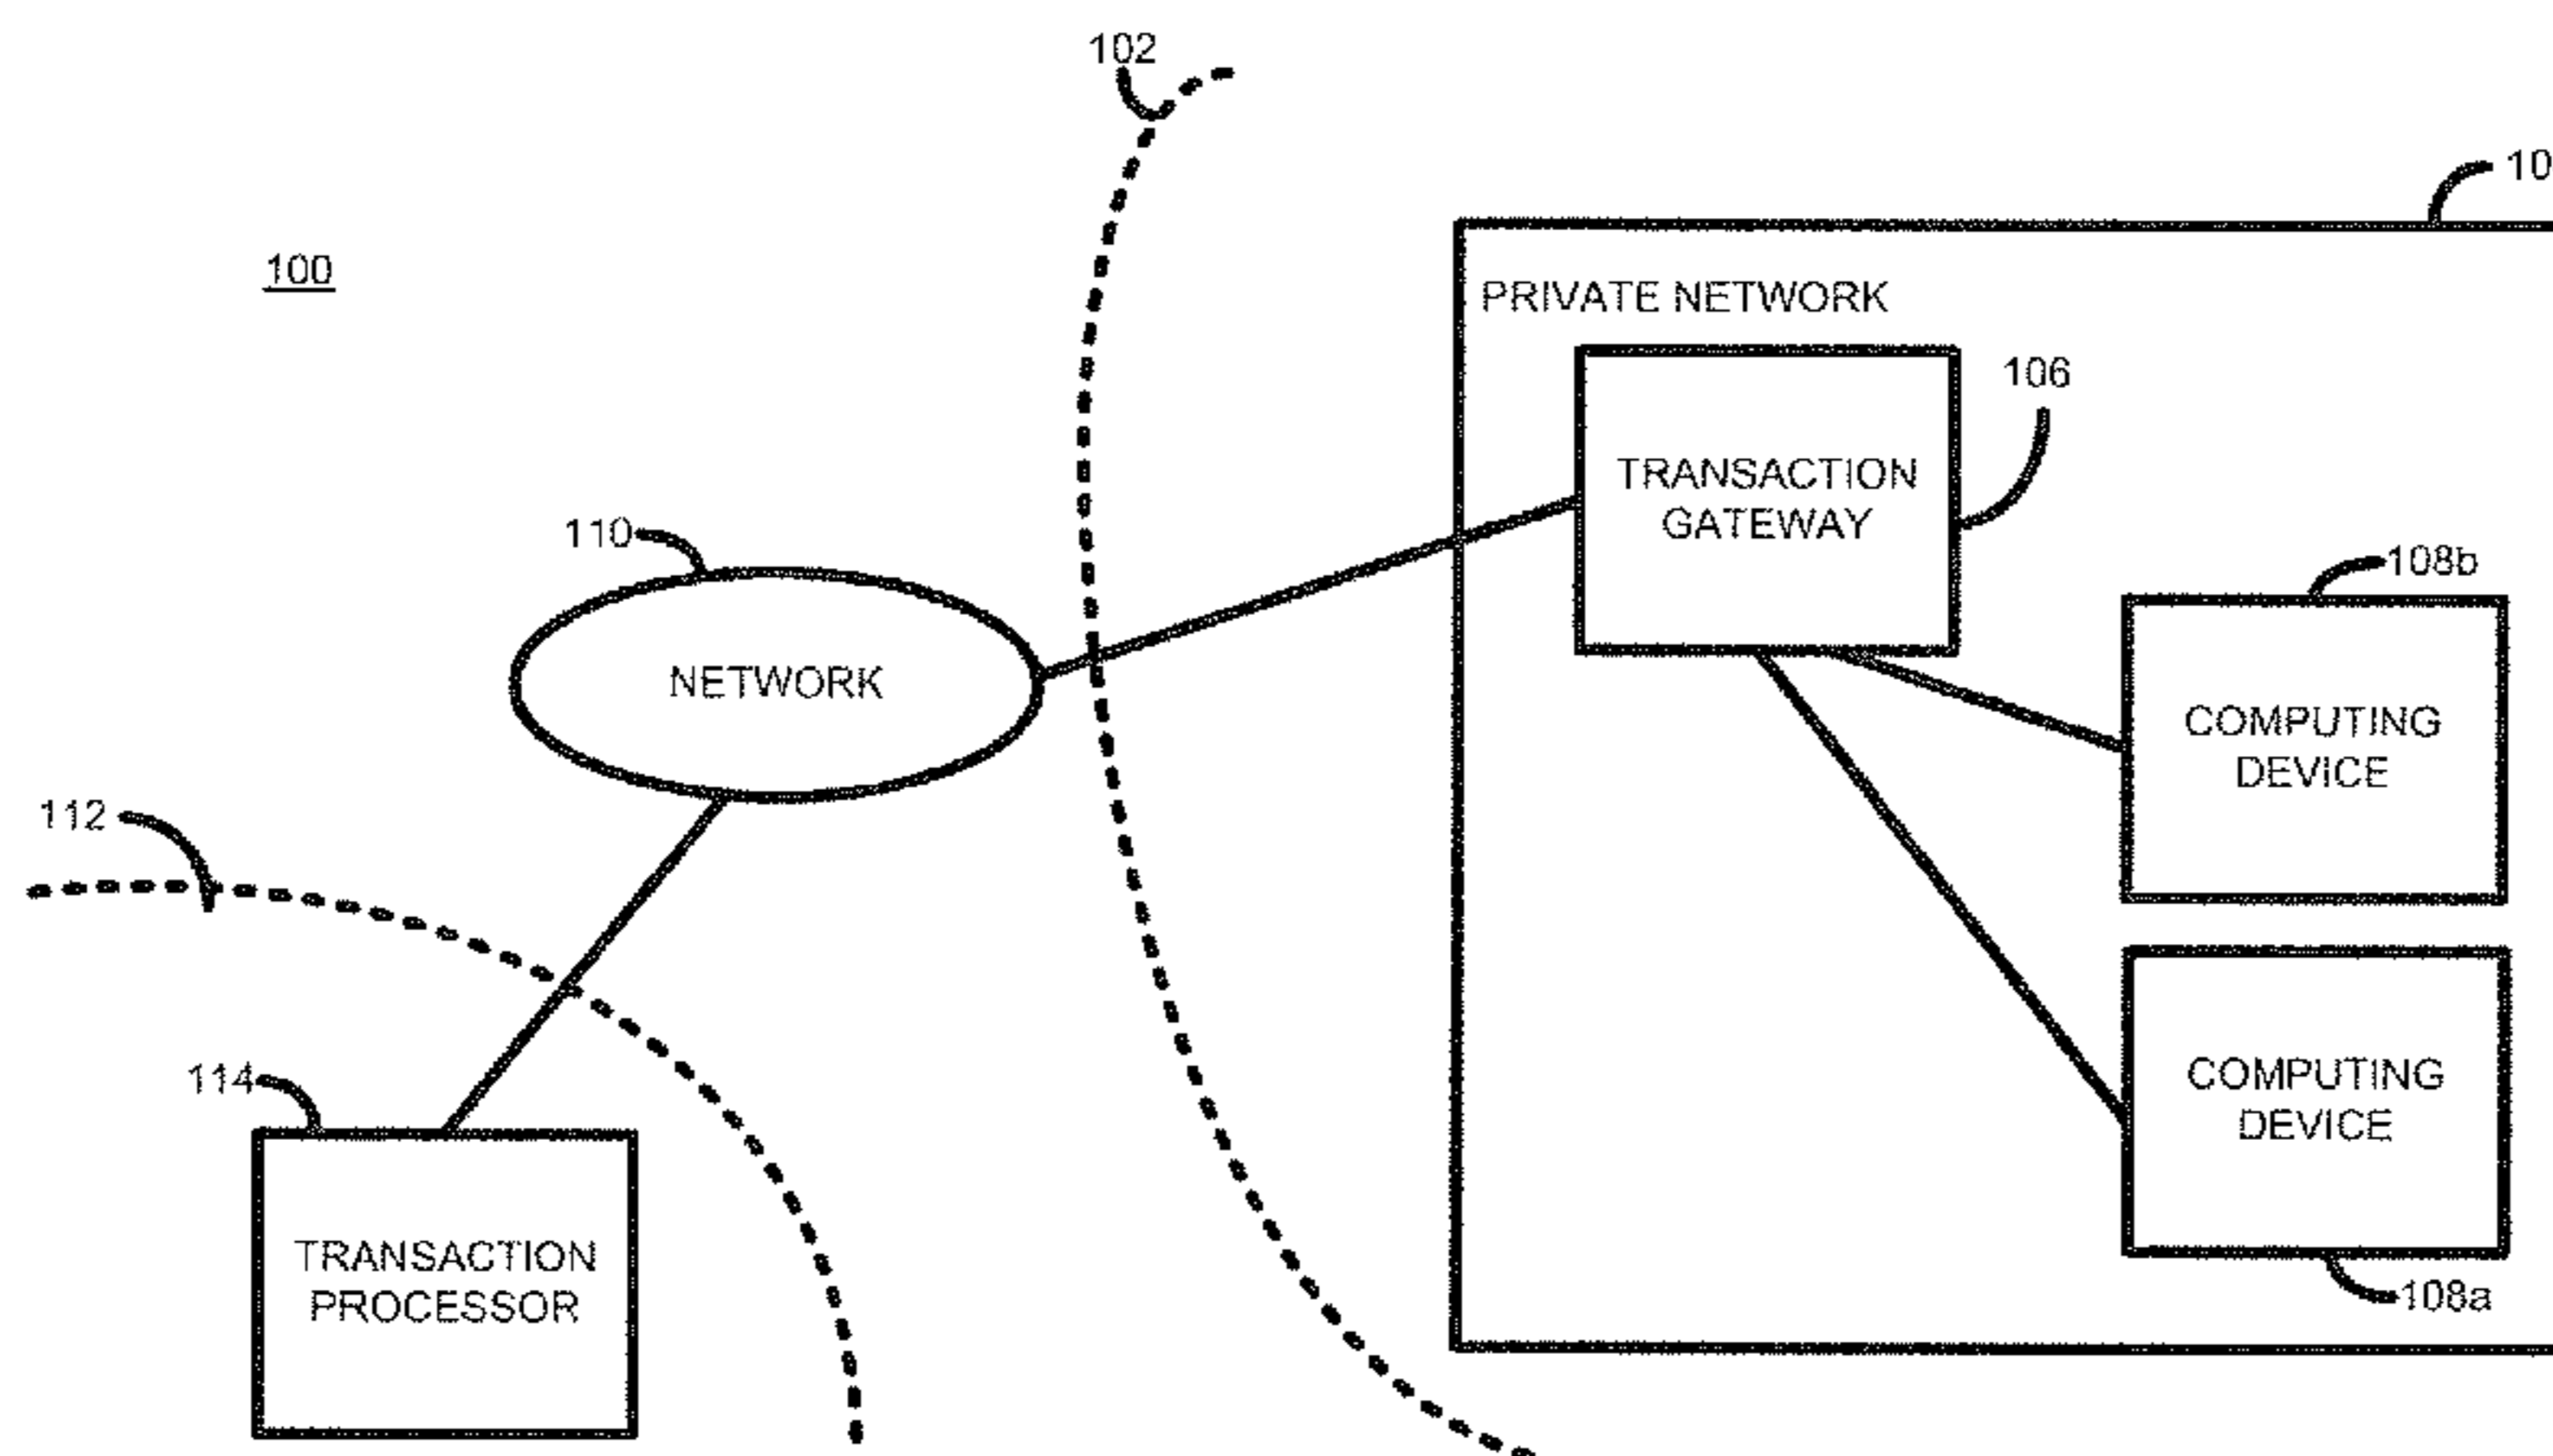 102
10
100
PRIVATE NETWORK
106
TRANSACTION
GATEWAY
110
108b
NETWORK
COMPUTING
DEVICE
112
114
COMPUTING
DEVICE
TRANSACTION
PROCESSOR
108a